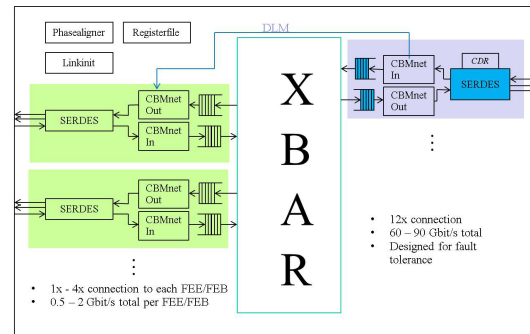 Phasealigner
Registerfile
Linkinit
DLM
CBMnet
Out
CBMnet
In
SERDES
CBMnet
Out
CBMnet
In
SERDES
X
B
A
R
CBMnet
In
CBMnet
Out
CDR
SERDES
⋮
⋮
• 1x - 4x connection to each FEE/FEB
• 0.5 – 2 Gbit/s total per FEE/FEB
• 12x connection
• 60 – 90 Gbit/s total
• Designed for fault
tolerance